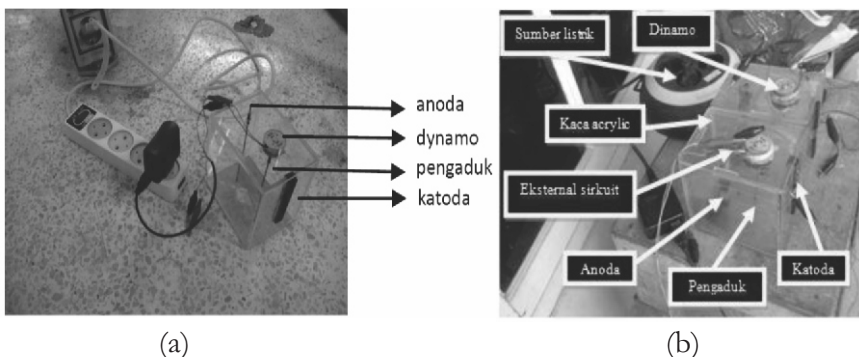 anoda
dynamo
pengaduk
katoda
Sumber listrik
Dinamo
Kaca acrylic
Eksternal sirkuit
Anoda
Pengaduk
Katoda
(a)
(b)